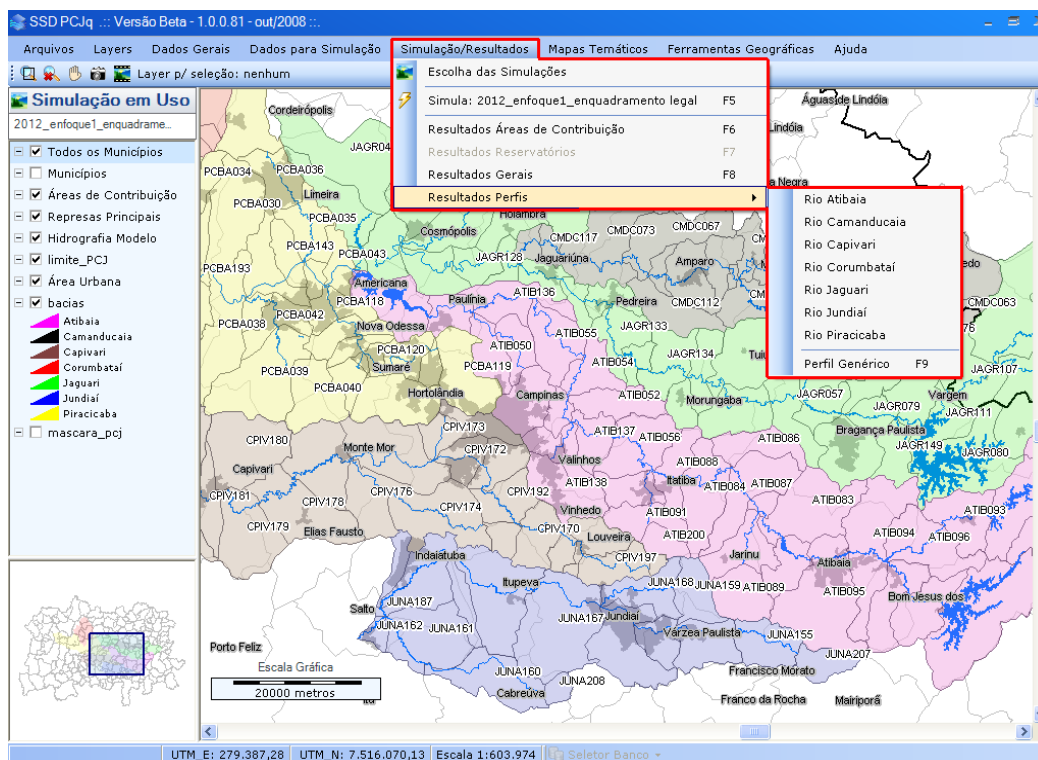 SSD PCJq .:: Versão Beta - 1.0.0.81 - out/2008 ::.
Arquivos Layers Dados Gerais Dados para Simulação Simulação/Resultados Mapas Temáticos Ferramentas Geográficas Ajuda
Layer p/ seleção: nenhum
Escolha das Simulações
Simula: 2012_enfoque1_enquadramento legal F5
Resultados Áreas de Contribuição F6
Resultados Reservatórios F7
Resultados Gerais F8
Resultados Perfis
Rio Atibaia
Rio Camanducaia
Rio Capivari
Rio Corumbataí
Rio Jaguari
Rio Jundiaí
Rio Piracicaba
Perfil Genérico F9
Simulação em Uso
2012_enfoque1_enquadrame...
Todos os Municípios
Municípios
Áreas de Contribuição
Represas Principais
Hidrografia Modelo
limite_PCJ
Área Urbana
bacias
Atibaia
Camanducaia
Capivari
Corumbataí
Jaguari
Jundiaí
Piracicaba
mascara_pcj
Cordeirópolis
Águas de Lindóia
Lindóia
JAGR04
a Negra
PCBA034
PCBA036
Limeira
PCBA030
PCBA035
Holambra
Cosmópolis
CMDC117
CMDC073
CMDC067
CM
PCBA143
PCBA043
JAGR128
Jaguariúna
Amparo
M
edo
PCBA193
Americana
PCBA118
Paulínia
ATIB136
Pedreira
CMDC112
CM
CMDC063
PCBA038
PCBA042
Nova Odessa
ATIB055
JAGR133
76
PCBA120
ATIB050
ATIB054
JAGR134
Tuiu
PCBA039
Sumaré
PCBA119
JAGR107
PCBA040
Hortolândia
Campinas
ATIB052
Morungaba
JAGR057
Vargem
JAGR079
JAGR111
CPIV173
CPIV180
Monte Mor
CPIV172
ATIB137
ATIB056
ATIB086
Bragança Paulista
JAGR149
JAGR080
Capivari
Valinhos
ATIB088
CPIV181
CPIV178
CPIV176
CPIV192
ATIB138
Itatiba
ATIB084
ATIB087
ATIB083
CPIV174
Vinhedo
ATIB091
ATIB093
CPIV179
Elias Fausto
CPIV170
Louveira
ATIB200
ATIB094
ATIB096
Indaiatuba
CPIV197
Jarinu
Atibaia
Itupeva
JUNA168
JUNA159
ATIB089
ATIB095
Bom Jesus dos
Salto
JUNA187
JUNA167
Jundiaí
JUNA162
JUNA161
Várzea Paulista
JUNA155
Porto Feliz
JUNA207
Escala Gráfica
20000 metros
JUNA160
JUNA208
Francisco Morato
Itu
Cabreúva
Franco da Rocha
Mairiporã
UTM_E: 279.387,28 UTM_N: 7.516.070,13 Escala 1:603.974 Seletor Banco